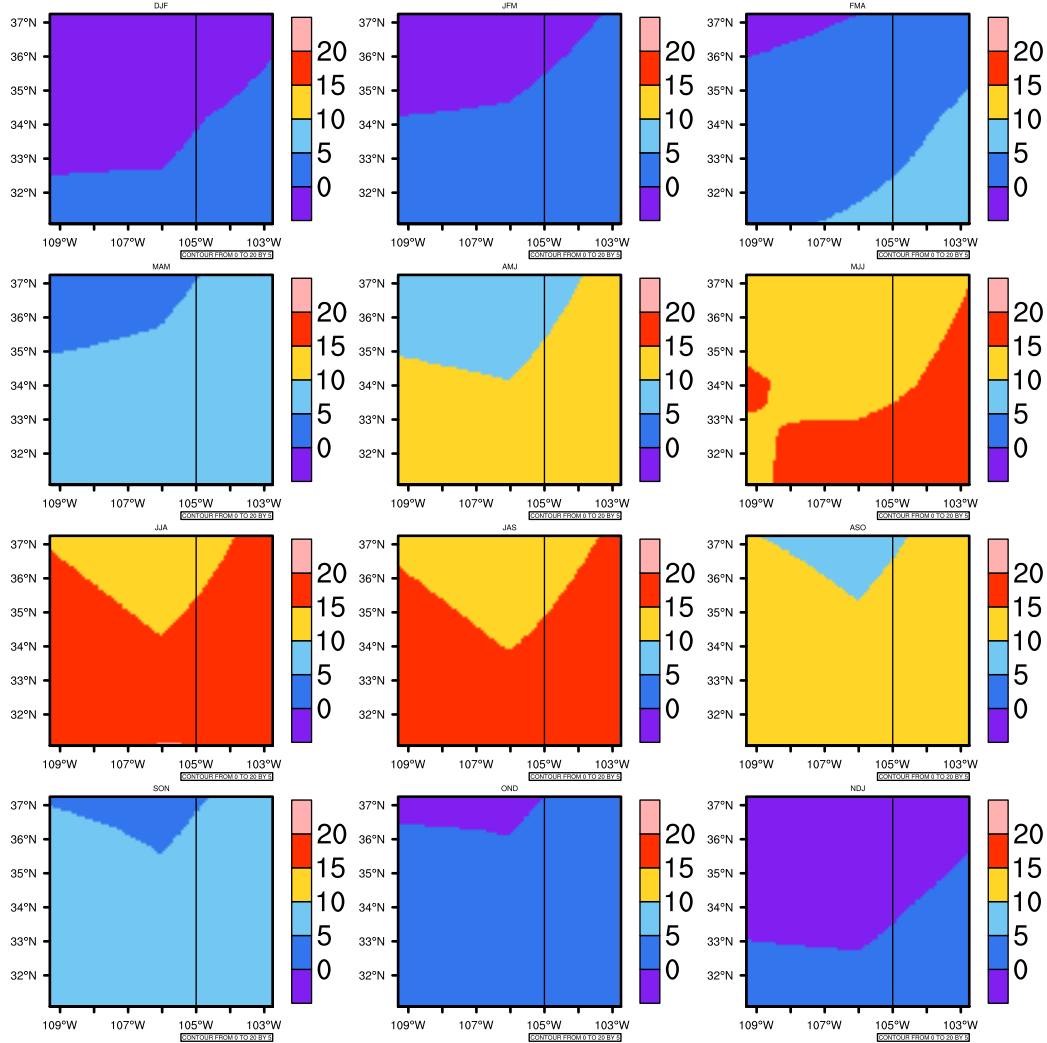 DJF JFM FMA
37°N 37°N 37°N
36°N 20 36°N 20 36°N 20
35°N 15 35°N 15 35°N 15
34°N 10 34°N 10 34°N 10
33°N 5 33°N 5 33°N 5
32°N 0 32°N 0 32°N 0
109°W 107°W 105°W 103°W 109°W 107°W 105°W 103°W 109°W 107°W 105°W 103°W
CONTOUR FROM 0 TO 20 BY 5 CONTOUR FROM 0 TO 20 BY 5 CONTOUR FROM 0 TO 20 BY 5
MAM AMJ MJJ
37°N 37°N 37°N
36°N 20 36°N 20 36°N 20
35°N 15 35°N 15 35°N 15
34°N 10 34°N 10 34°N 10
33°N 5 33°N 5 33°N 5
32°N 0 32°N 0 32°N 0
109°W 107°W 105°W 103°W 109°W 107°W 105°W 103°W 109°W 107°W 105°W 103°W
CONTOUR FROM 0 TO 20 BY 5 CONTOUR FROM 0 TO 20 BY 5 CONTOUR FROM 0 TO 20 BY 5
JJA JAS ASO
37°N 37°N 37°N
36°N 20 36°N 20 36°N 20
35°N 15 35°N 15 35°N 15
34°N 10 34°N 10 34°N 10
33°N 5 33°N 5 33°N 5
32°N 0 32°N 0 32°N 0
109°W 107°W 105°W 103°W 109°W 107°W 105°W 103°W 109°W 107°W 105°W 103°W
CONTOUR FROM 0 TO 20 BY 5 CONTOUR FROM 0 TO 20 BY 5 CONTOUR FROM 0 TO 20 BY 5
SON OND NDJ
37°N 37°N 37°N
36°N 20 36°N 20 36°N 20
35°N 15 35°N 15 35°N 15
34°N 10 34°N 10 34°N 10
33°N 5 33°N 5 33°N 5
32°N 0 32°N 0 32°N 0
109°W 107°W 105°W 103°W 109°W 107°W 105°W 103°W 109°W 107°W 105°W 103°W
CONTOUR FROM 0 TO 20 BY 5 CONTOUR FROM 0 TO 20 BY 5 CONTOUR FROM 0 TO 20 BY 5